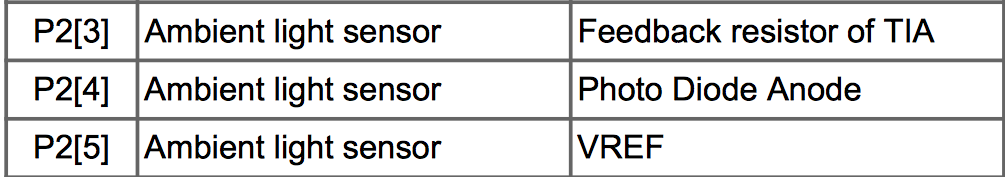 P2[3] Ambient light sensor Feedback resistor of TIA
P2[4] Ambient light sensor Photo Diode Anode
P2[5] Ambient light sensor VREF